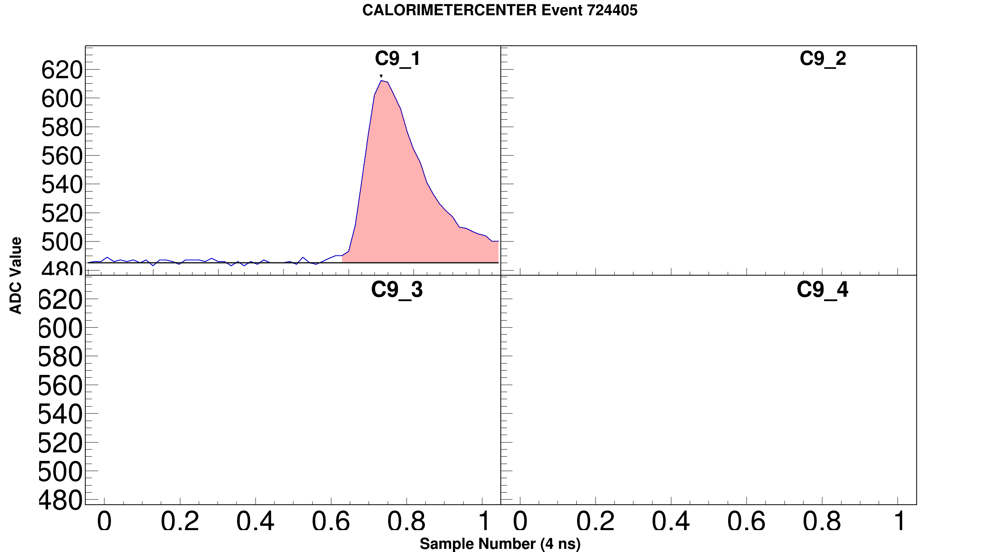 CALORIMETERCENTER Event 724405
C9_1
C9_2
620
600
580
560
540
520
500
480
C9_3
C9_4
620
600
580
560
540
520
500
480
ADC Value
0 0.2 0.4 0.6 0.8 1 0 0.2 0.4 0.6 0.8 1
Sample Number (4 ns)